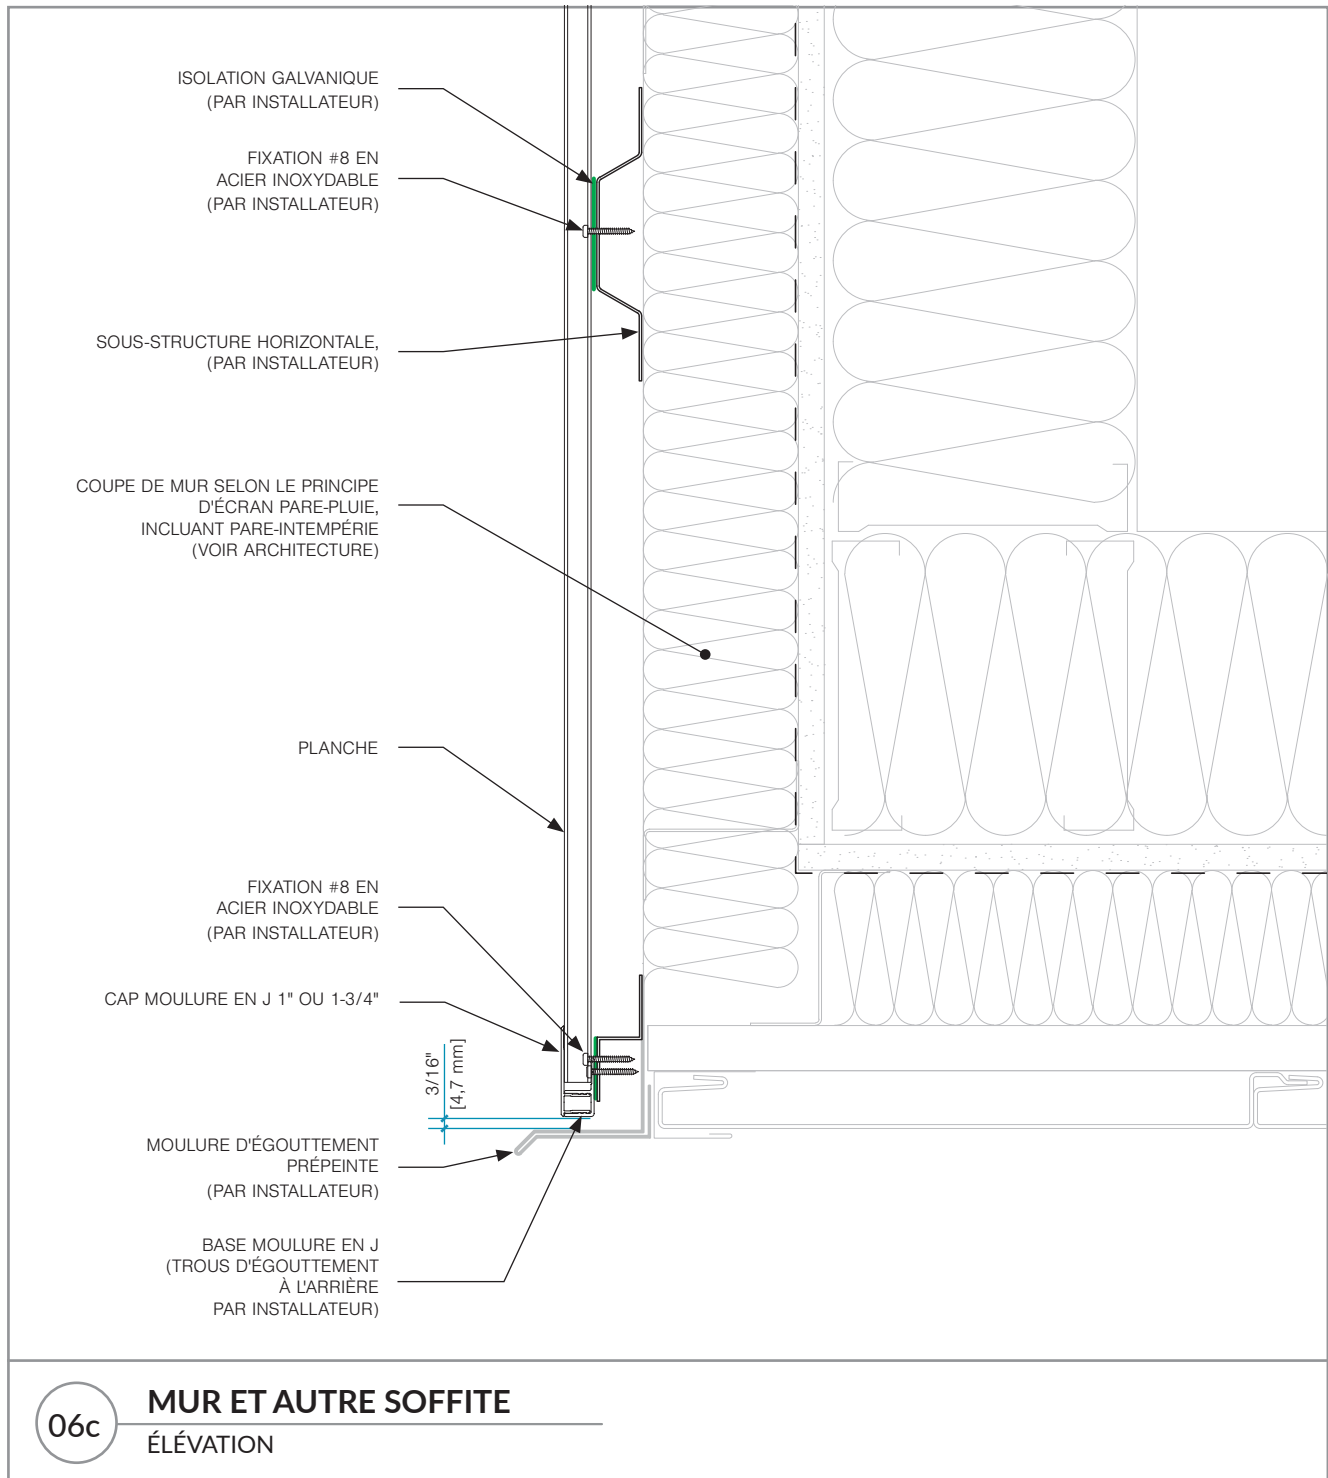 ISOLATION GALVANIQUE
(PAR INSTALLATEUR)
FIXATION #8 EN
ACIER INOXYDABLE
(PAR INSTALLATEUR)
SOUS-STRUCTURE HORIZONTALE,
(PAR INSTALLATEUR)
COUPE DE MUR SELON LE PRINCIPE
D'ÉCRAN PARE-PLUIE,
INCLUANT PARE-INTEMPÉRIE
(VOIR ARCHITECTURE)
PLANCHE
FIXATION #8 EN
ACIER INOXYDABLE
(PAR INSTALLATEUR)
CAP MOULURE EN J 1" OU 1-3/4"
3/16"
[4,7 mm]
MOULURE D'ÉGOUTTEMENT
PRÉPEINTE
(PAR INSTALLATEUR)
BASE MOULURE EN J
(TROUS D'ÉGOUTTEMENT
À L'ARRIÈRE
PAR INSTALLATEUR)
06c
MUR ET AUTRE SOFFITE
ÉLÉVATION